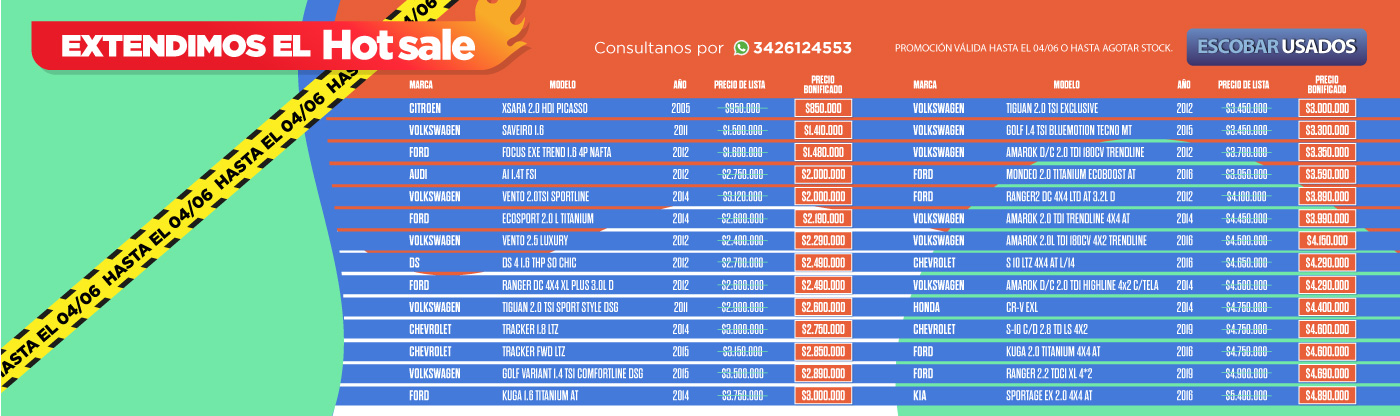 EXTENDIMOS EL Hot sale
Consultanos por 3426124553
PROMOCIÓN VÁLIDA HASTA EL 04/06 O HASTA AGOTAR STOCK.
ESCOBAR USADOS
HASTA EL 04/06 HASTA EL 04/06 HASTA EL 04/06
MARCA MODELO AÑO PRECIO DE LISTA PRECIO BONIFICADO
CITROEN XSARA 2.0 HDI PICASSO 2005 $950.000 $850.000
VOLKSWAGEN SAVEIRO 1.6 2011 $1.500.000 $1.410.000
FORD FOCUS EXE TREND 1.6 4P NAFTA 2012 $1.600.000 $1.480.000
AUDI A1 1.4T FSI 2012 $2.750.000 $2.000.000
VOLKSWAGEN VENTO 2.0TSI SPORTLINE 2014 $3.120.000 $2.000.000
FORD ECOSPORT 2.0 L TITANIUM 2014 $2.600.000 $2.190.000
VOLKSWAGEN VENTO 2.5 LUXURY 2012 $2.400.000 $2.290.000
DS DS 4 1.6 THP SO CHIC 2012 $2.700.000 $2.490.000
FORD RANGER DC 4X4 XL PLUS 3.0L D 2012 $2.600.000 $2.490.000
VOLKSWAGEN TIGUAN 2.0 TSI SPORT STYLE DSG 2011 $2.900.000 $2.600.000
CHEVROLET TRACKER 1.8 LTZ 2014 $3.000.000 $2.750.000
CHEVROLET TRACKER FWD LTZ 2015 $3.150.000 $2.850.000
VOLKSWAGEN GOLF VARIANT 1.4 TSI COMFORTLINE DSG 2015 $3.500.000 $2.890.000
FORD KUGA 1.6 TITANIUM AT 2014 $3.750.000 $3.000.000
MARCA MODELO AÑO PRECIO DE LISTA PRECIO BONIFICADO
VOLKSWAGEN TIGUAN 2.0 TSI EXCLUSIVE 2012 $3.450.000 $3.000.000
VOLKSWAGEN GOLF 1.4 TSI BLUEMOTION TECNO MT 2015 $3.450.000 $3.300.000
VOLKSWAGEN AMAROK D/C 2.0 TDI 180CV TRENDLINE 2012 $3.700.000 $3.350.000
FORD MONDEO 2.0 TITANIUM ECOBOOST AT 2016 $3.950.000 $3.590.000
FORD RANGER2 DC 4X4 LTD AT 3.2L D 2012 $4.100.000 $3.890.000
VOLKSWAGEN AMAROK 2.0 TDI TRENDLINE 4X4 AT 2014 $4.450.000 $3.990.000
VOLKSWAGEN AMAROK 2.0L TDI 180CV 4X2 TRENDLINE 2016 $4.500.000 $4.150.000
CHEVROLET S 10 LTZ 4X4 AT L/14 2016 $4.650.000 $4.290.000
VOLKSWAGEN AMAROK D/C 2.0 TDI HIGHLINE 4x2 C/TELA 2014 $4.500.000 $4.290.000
HONDA CR-V EXL 2014 $4.750.000 $4.400.000
CHEVROLET S-10 C/D 2.8 TD LS 4X2 2019 $4.750.000 $4.600.000
FORD KUGA 2.0 TITANIUM 4X4 AT 2016 $4.750.000 $4.600.000
FORD RANGER 2.2 TDCI XL 4*2 2019 $4.900.000 $4.690.000
KIA SPORTAGE EX 2.0 4X4 AT 2016 $5.400.000 $4.890.000